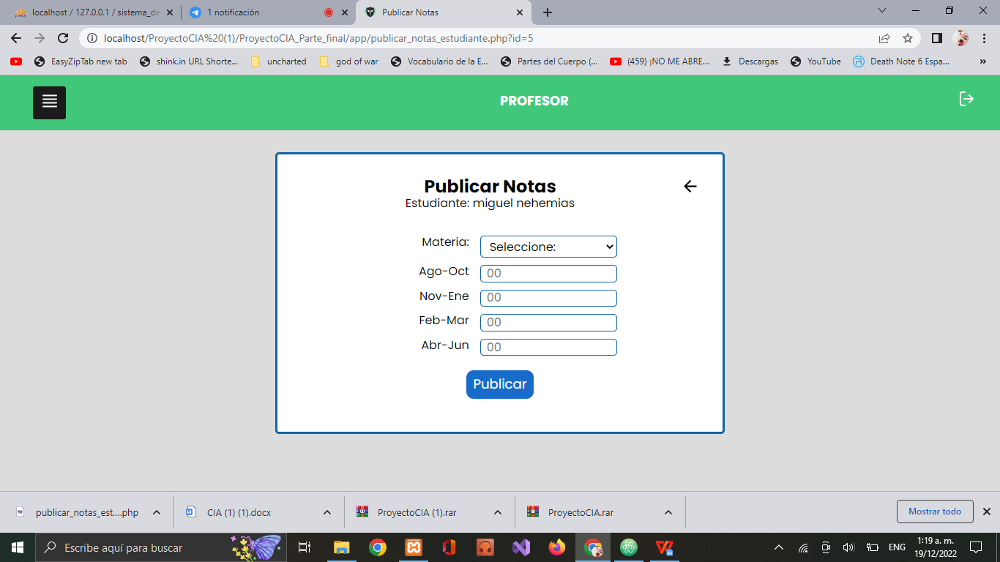 localhost / 127.0.0.1 / sistema_de
1 notificación
Publicar Notas
localhost/ProyectoCIA%20(1)/ProyectoCIA_Parte_final/app/publicar_notas_estudiante.php?id=5
EasyZipTab new tab
shink.in URL Shorte...
uncharted
god of war
Vocabulario de la E...
Partes del Cuerpo (...
(459) ¡NO ME ABRE...
Descargas
YouTube
Death Note 6 Espa...
»
PROFESOR
Publicar Notas
Estudiante: miguel nehemias
Materia:
Seleccione:
Ago-Oct
00
Nov-Ene
00
Feb-Mar
00
Abr-Jun
00
Publicar
publicar_notas_est....php
CIA (1) (1).docx
ProyectoCIA (1).rar
ProyectoCIA.rar
Mostrar todo
Escribe aquí para buscar
ENG
1:19 a. m.
19/12/2022